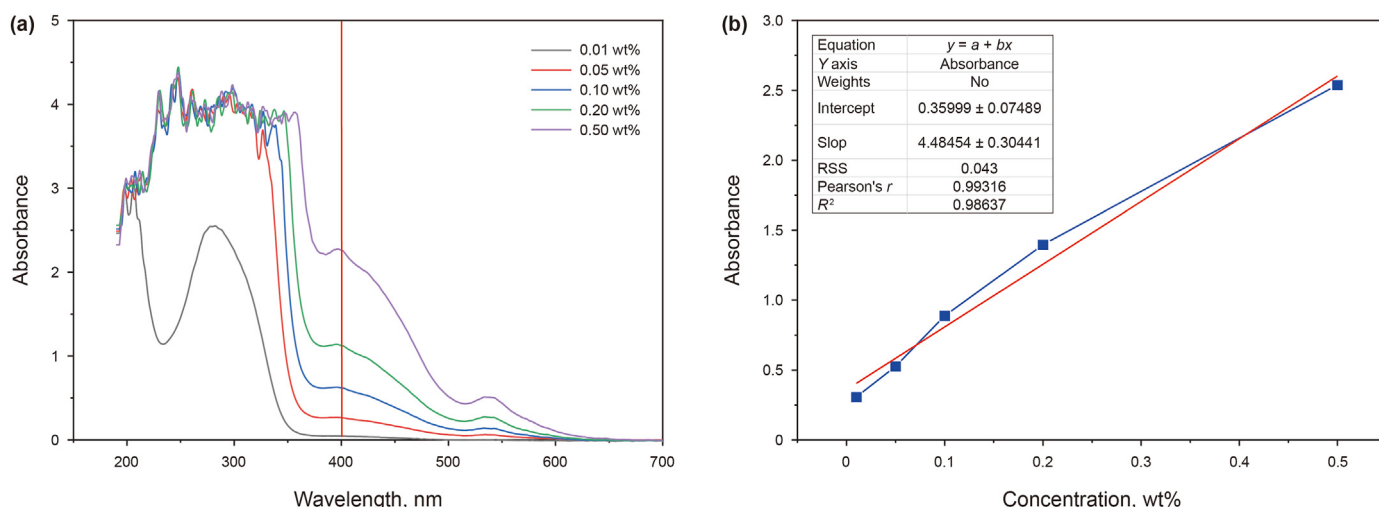 (a)
5
4
3
2
1
0
Absorbance
200 300 400 500 600 700
Wavelength, nm
0.01 wt%
0.05 wt%
0.10 wt%
0.20 wt%
0.50 wt%
(b)
3.0
2.5
2.0
1.5
1.0
0.5
0
Absorbance
0 0.1 0.2 0.3 0.4 0.5
Concentration, wt%
Equation y = a + bx
Y axis Absorbance
Weights No
Intercept 0.35999 ± 0.07489
Slop 4.48454 ± 0.30441
RSS 0.043
Pearson's r 0.99316
R² 0.98637